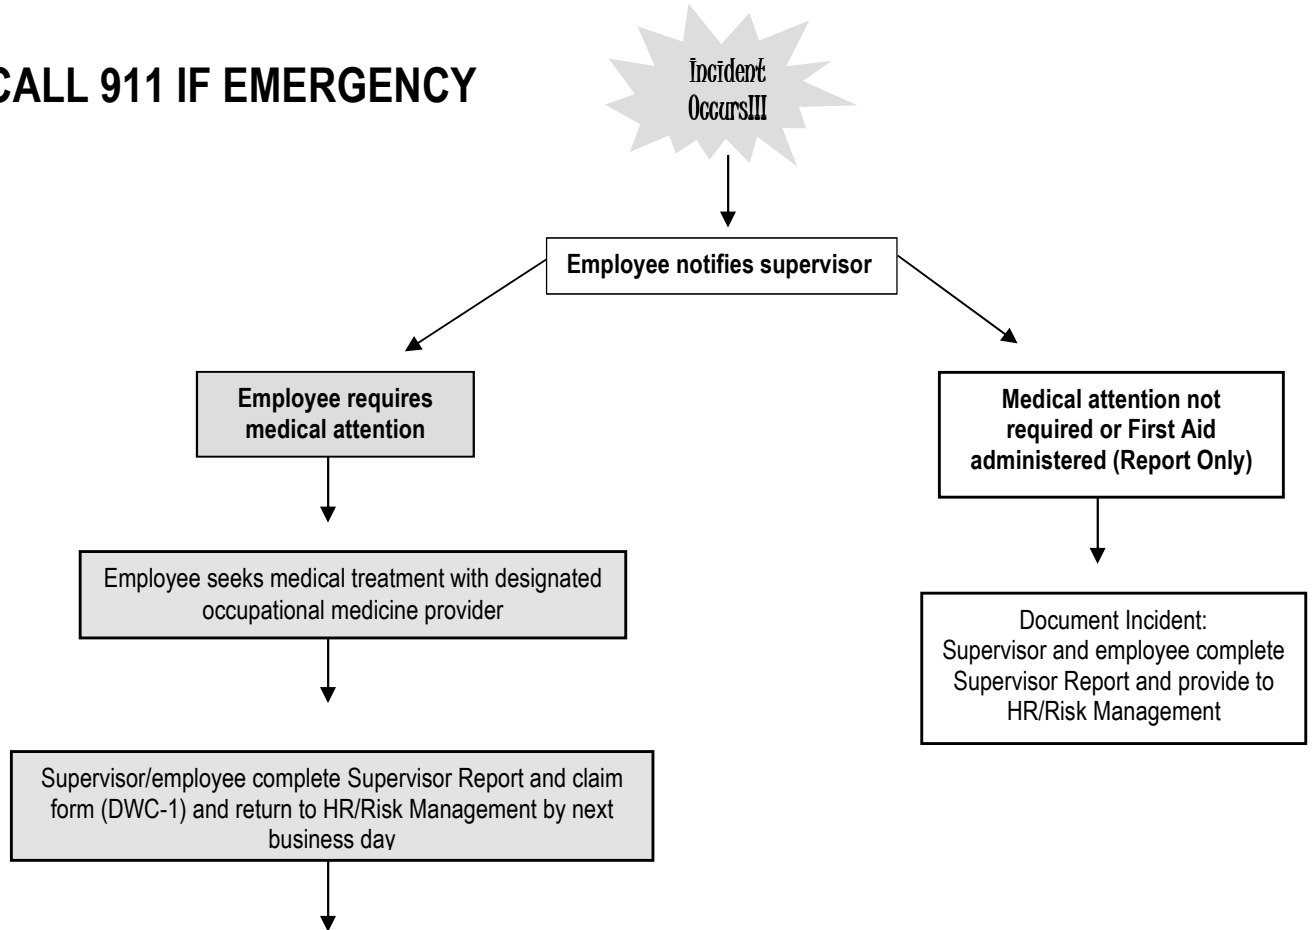 CALL 911 IF EMERGENCY
Incident
Occurs!!!
Employee notifies supervisor
Employee requires
medical attention
Medical attention not
required or First Aid
administered (Report Only)
Employee seeks medical treatment with designated
occupational medicine provider
Document Incident:
Supervisor and employee complete
Supervisor Report and provide to
HR/Risk Management
Supervisor/employee complete Supervisor Report and claim
form (DWC-1) and return to HR/Risk Management by next
business day